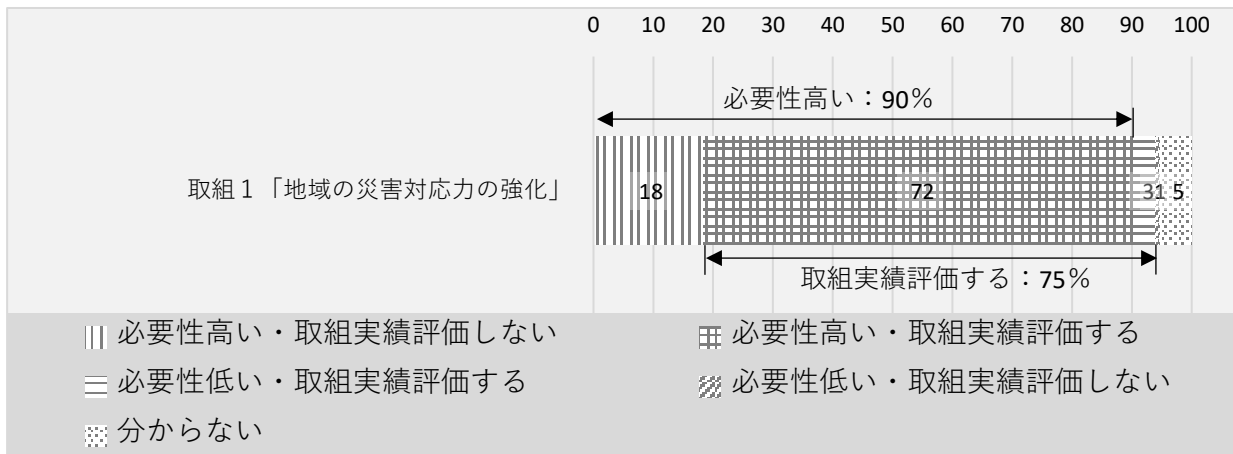 0 10 20 30 40 50 60 70 80 90 100
必要性高い：90％
取組１「地域の災害対応力の強化」
18 72 3 1 5
取組実績評価する：75％
必要性高い・取組実績評価しない
必要性高い・取組実績評価する
必要性低い・取組実績評価する
必要性低い・取組実績評価しない
分からない